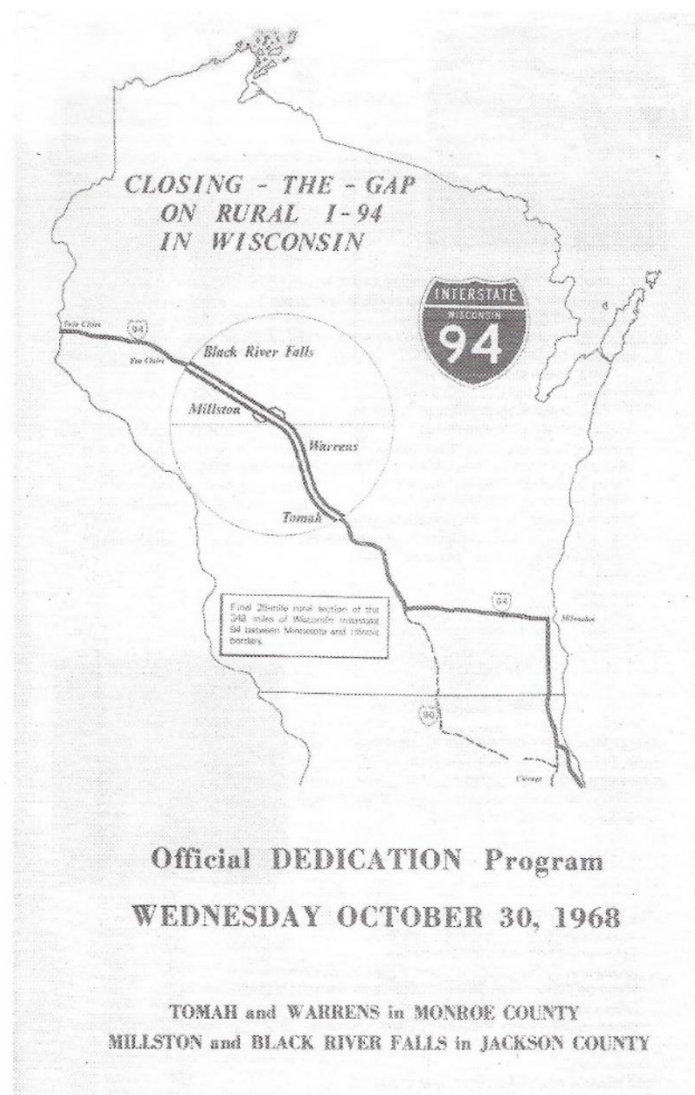 CLOSING - THE - GAP
ON RURAL I-94
IN WISCONSIN
INTERSTATE
WISCONSIN
94
Twin Cities
94
Eau Claire
Black River Falls
Millston
Warrens
Tomah
Final 28-mile rural section of the
348 miles of Wisconsin Interstate
94 between Minnesota and Illinois
borders.
94
Milwaukee
90
Chicago
Official DEDICATION Program
WEDNESDAY OCTOBER 30, 1968
TOMAH and WARRENS in MONROE COUNTY
MILLSTON and BLACK RIVER FALLS in JACKSON COUNTY